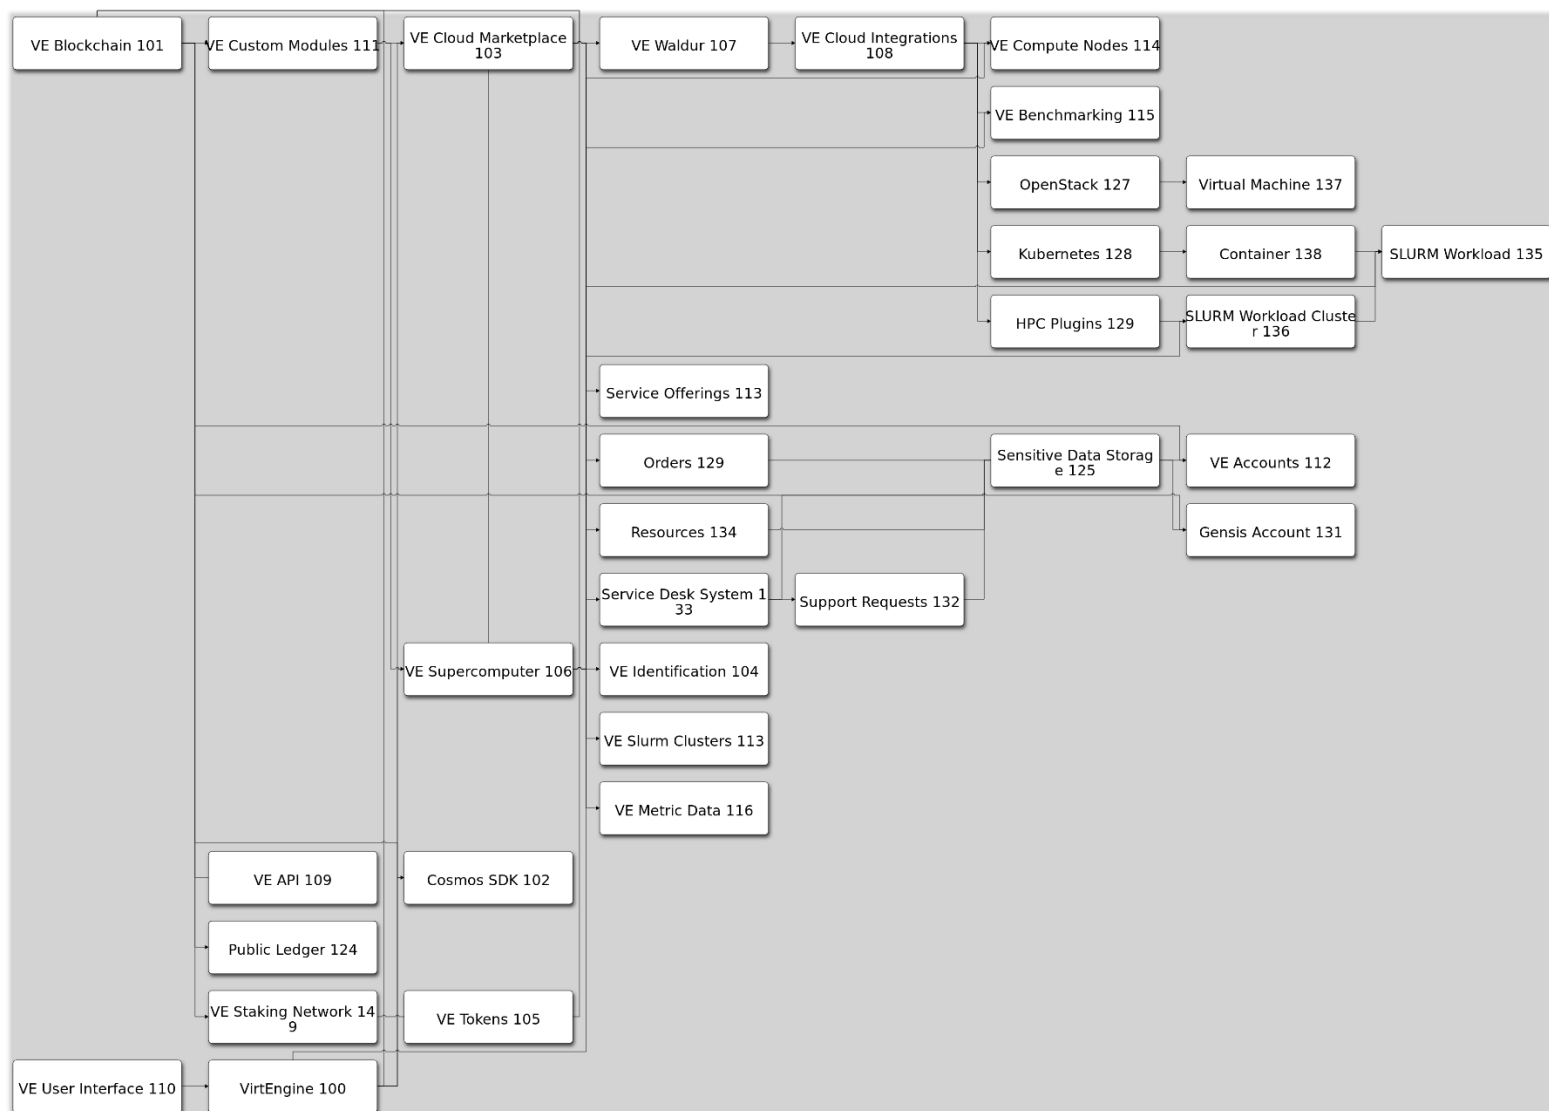 VE Blockchain 101
VE Custom Modules 111
VE Cloud Marketplace
103
VE Waldur 107
VE Cloud Integrations
108
VE Compute Nodes 114
VE Benchmarking 115
OpenStack 127
Virtual Machine 137
Kubernetes 128
Container 138
SLURM Workload 135
HPC Plugins 129
SLURM Workload Cluste
r 136
Service Offerings 113
Orders 129
Sensitive Data Storag
e 125
VE Accounts 112
Resources 134
Gensis Account 131
Service Desk System 1
33
Support Requests 132
VE Supercomputer 106
VE Identification 104
VE Slurm Clusters 113
VE Metric Data 116
VE API 109
Cosmos SDK 102
Public Ledger 124
VE Staking Network 14
9
VE Tokens 105
VE User Interface 110
VirtEngine 100